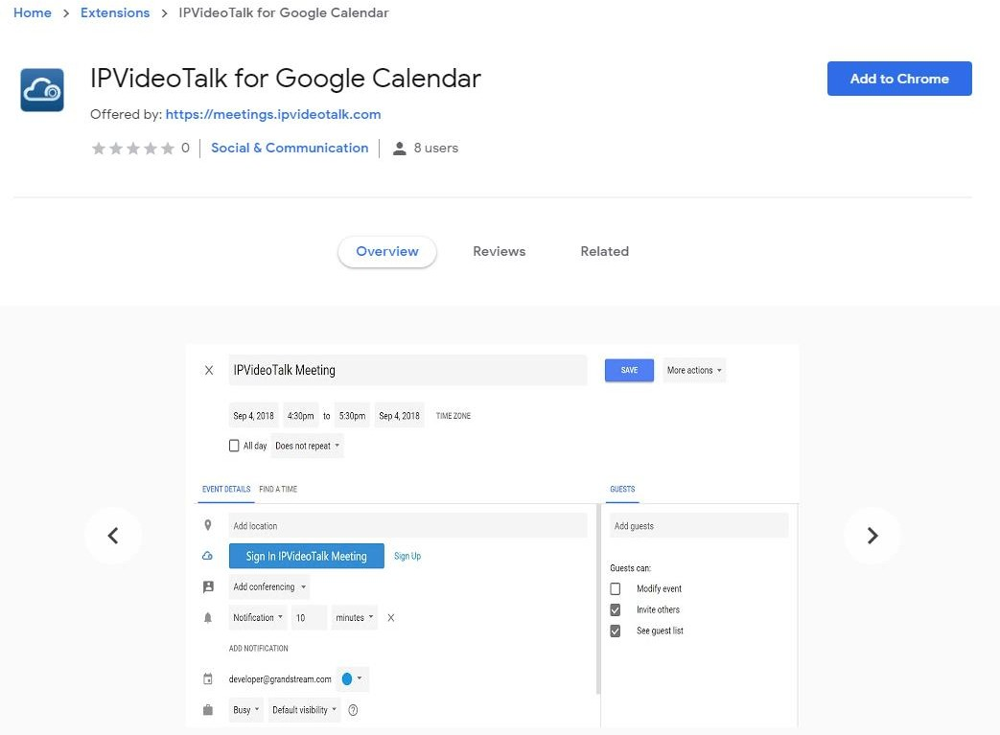 Home > Extensions > IPVideoTalk for Google Calendar
IPVideoTalk for Google Calendar
Add to Chrome
Offered by: https://meetings.ipvideotalk.com
0 Social & Communication 8 users
Overview Reviews Related
X IPVideoTalk Meeting SAVE More actions
Sep 4, 2018 4:30pm to 5:30pm Sep 4, 2018 TIME ZONE
All day Does not repeat
EVENT DETAILS FIND A TIME GUESTS
Add location Add guests
Sign In IPVideoTalk Meeting Sign Up
Guests can:
Add conferencing Modify event
Invite others
Notification 10 minutes X
See guest list
ADD NOTIFICATION
developer@grandstream.com
Busy Default visibility ?